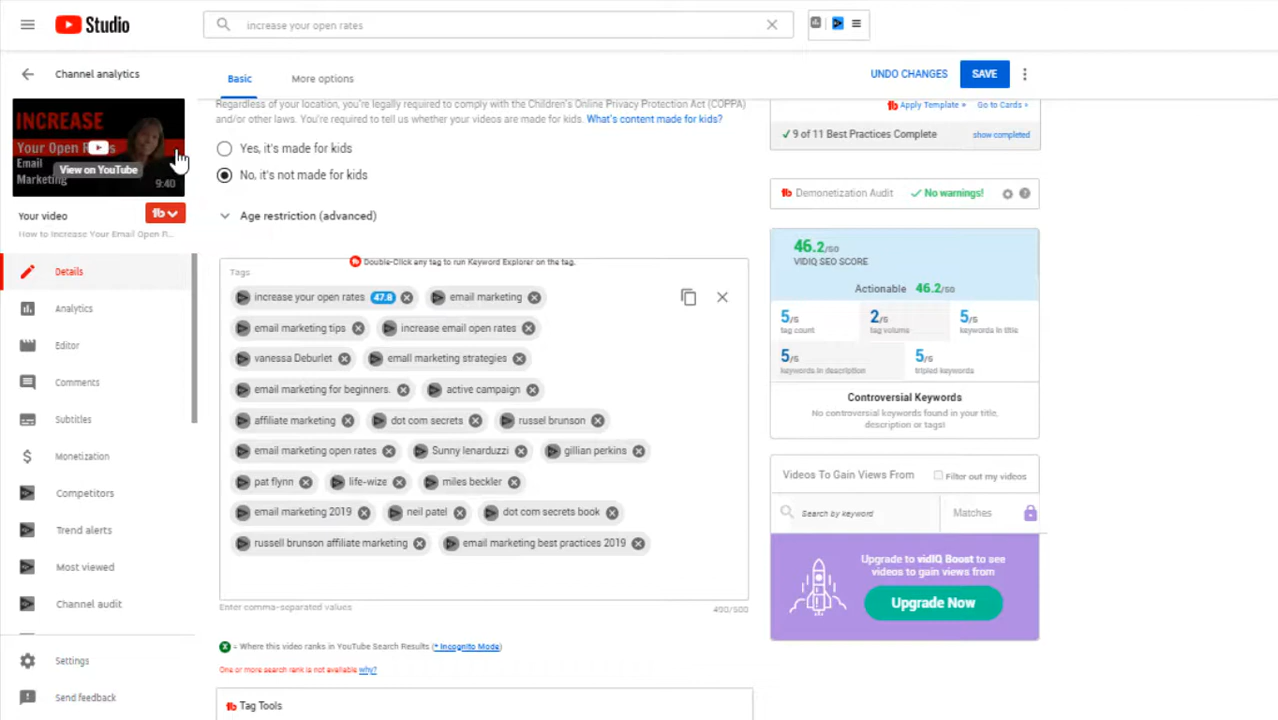 Studio
increase your open rates
Channel analytics
Basic
More options
UNDO CHANGES
SAVE
Regardless of your location, you're legally required to comply with the Children's Online Privacy Protection Act (COPPA)
and/or other laws. You're required to tell us whether your videos are made for kids. What's content made for kids?
Yes, it's made for kids
No, it's not made for kids
Age restriction (advanced)
INCREASE
Your Open R es
Email
Marketing
View on YouTube
9:40
Your video
How to Increase Your Email Open R...
Details
Analytics
Editor
Comments
Subtitles
Monetization
Competitors
Trend alerts
Most viewed
Channel audit
Settings
Send feedback
Double-Click any tag to run Keyword Explorer on the tag.
Tags
increase your open rates 47.8
email marketing
email marketing tips
increase email open rates
vanessa Deburlet
emall marketing strategies
email marketing for beginners.
active campaign
affiliate marketing
dot com secrets
russel brunson
email marketing open rates
Sunny lenarduzzi
gillian perkins
pat flynn
life-wize
miles beckler
email marketing 2019
neil patel
dot com secrets book
russell brunson affiliate marketing
email marketing best practices 2019
Enter comma-separated values
490/500
= Where this video ranks in YouTube Search Results (* Incognito Mode)
One or more search rank is not available why?
Tag Tools
Apply Template »
Go to Cards »
9 of 11 Best Practices Complete
show completed
Demonetization Audit
No warnings!
46.2/50
VIDIQ SEO SCORE
Actionable 46.2/50
5/5
tag count
2/5
tag volume
5/5
keywords in title
5/5
keywords in description
5/5
tripled keywords
Controversial Keywords
No controversial keywords found in your title,
description or tags!
Videos To Gain Views From
Filter out my videos
Search by keyword
Matches
Upgrade to vidIQ Boost to see
videos to gain views from
Upgrade Now